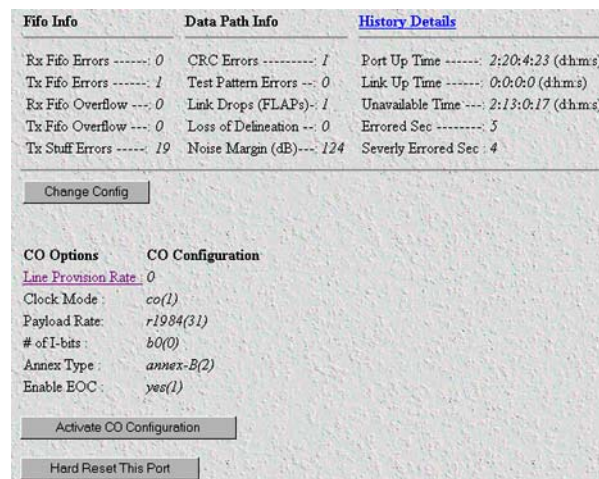 Fifo Info Data Path Info History Details
Rx Fifo Errors ------: 0 CRC Errors ---------: 1 Port Up Time ------: 2:20:4:23 (d:h:m:s)
Tx Fifo Errors ------: 1 Test Pattern Errors --: 0 Link Up Time ------: 0:0:0:0 (d:h:m:s)
Rx Fifo Overflow ---: 0 Link Drops (FLAPs)-: 1 Unavailable Time ---: 2:13:0:17 (d:h:m:s)
Tx Fifo Overflow ---: 0 Loss of Delineation --: 0 Errored Sec --------: 5
Tx Stuff Errors -----: 19 Noise Margin (dB)---: 124 Severly Errored Sec : 4
Change Config
CO Options CO Configuration
Line Provision Rate : 0
Clock Mode : co(1)
Payload Rate: r1984(31)
# of I-bits : b0(0)
Annex Type : annex-B(2)
Enable EOC : yes(1)
Activate CO Configuration
Hard Reset This Port